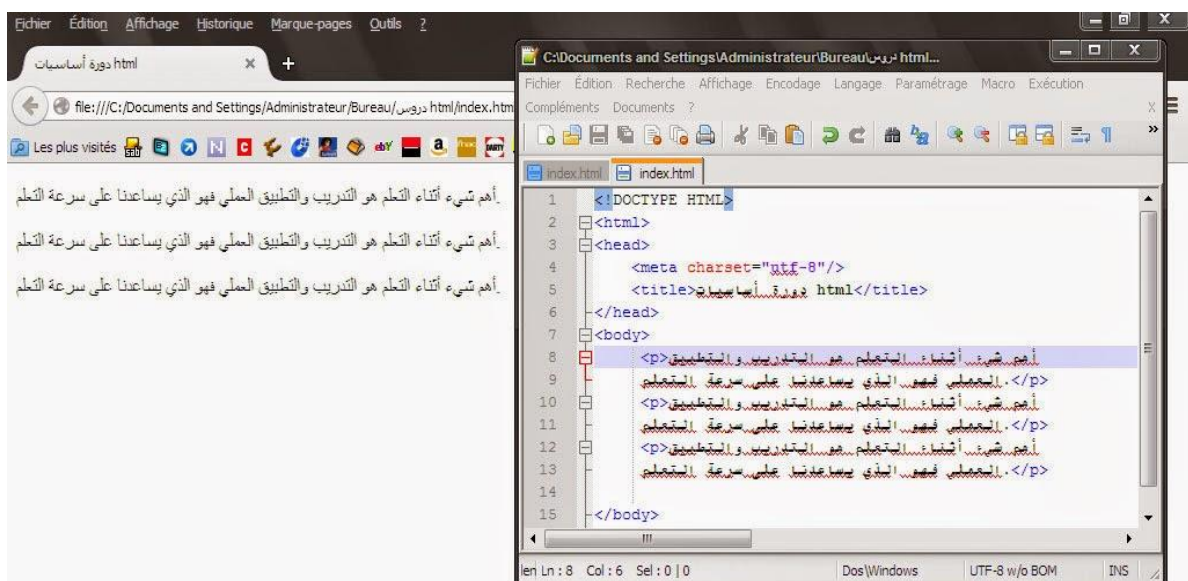 Fichier Édition Affichage Historique Marque-pages Outils ?
دورة أساسيات html
file:///C:/Documents and Settings/Administrateur/Bureau/دروس html/index.htm
Les plus visités
أهم شيء أثناء التعلم هو التدريب والتطبيق العملي فهو الذي يساعدنا على سرعة التعلم.
أهم شيء أثناء التعلم هو التدريب والتطبيق العملي فهو الذي يساعدنا على سرعة التعلم.
أهم شيء أثناء التعلم هو التدريب والتطبيق العملي فهو الذي يساعدنا على سرعة التعلم.
C:\Documents and Settings\Administrateur\Bureau\دروس html...
Fichier Édition Recherche Affichage Encodage Langage Paramétrage Macro Exécution
Compléments Documents ? X
index.html index.html
1 <!DOCTYPE HTML>
2 <html>
3 <head>
4 <meta charset="utf-8"/>
5 <title>دورة أساسيات html</title>
6 </head>
7 <body>
8 <p>أهم شيء أثناء التعلم هو التدريب والتطبيق
9 العملي فهو الذي يساعدنا على سرعة التعلم.</p>
10 <p>أهم شيء أثناء التعلم هو التدريب والتطبيق
11 العملي فهو الذي يساعدنا على سرعة التعلم.</p>
12 <p>أهم شيء أثناء التعلم هو التدريب والتطبيق
13 العملي فهو الذي يساعدنا على سرعة التعلم.</p>
14
15 </body>
len Ln : 8 Col : 6 Sel : 0 | 0 Dos\Windows UTF-8 w/o BOM INS